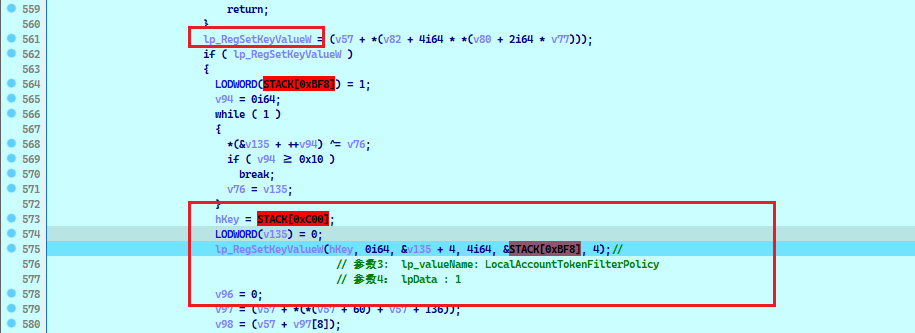 559 return;
560 }
561 lp_RegSetKeyValueW = (v57 + *(v82 + 4i64 * *(v80 + 2i64 * v77)));
562 if ( lp_RegSetKeyValueW )
563 {
564 LODWORD(STACK[0xBF8]) = 1;
565 v94 = 0i64;
566 while ( 1 )
567 {
568 *(&v135 + ++v94) ^= v76;
569 if ( v94 ≥ 0x10 )
570 break;
571 v76 = v135;
572 }
573 hKey = STACK[0xC00];
574 LODWORD(v135) = 0;
575 lp_RegSetKeyValueW(hKey, 0i64, &v135 + 4, 4i64, &STACK[0xBF8], 4);//
576 // 参数3: lp_valueName: LocalAccountTokenFilterPolicy
577 // 参数4: lpData : 1
578 v96 = 0;
579 v97 = (v57 + *(*(v57 + 60) + v57 + 136));
580 v98 = (v57 + v97[8]);